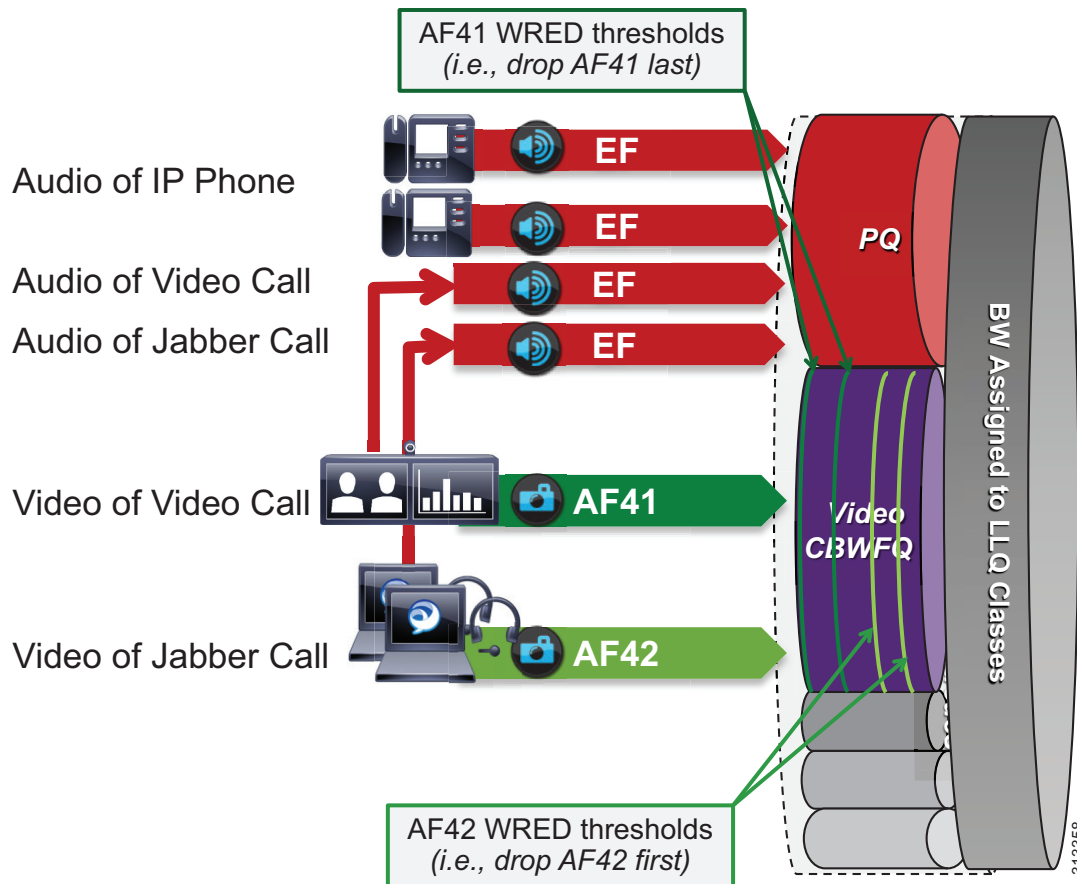 AF41 WRED thresholds
(i.e., drop AF41 last)
Audio of IP Phone
EF
EF
PQ
Audio of Video Call
EF
Audio of Jabber Call
EF
BW Assigned to LLQ Classes
Video of Video Call
AF41
Video
CBWFQ
Video of Jabber Call
AF42
AF42 WRED thresholds
(i.e., drop AF42 first)